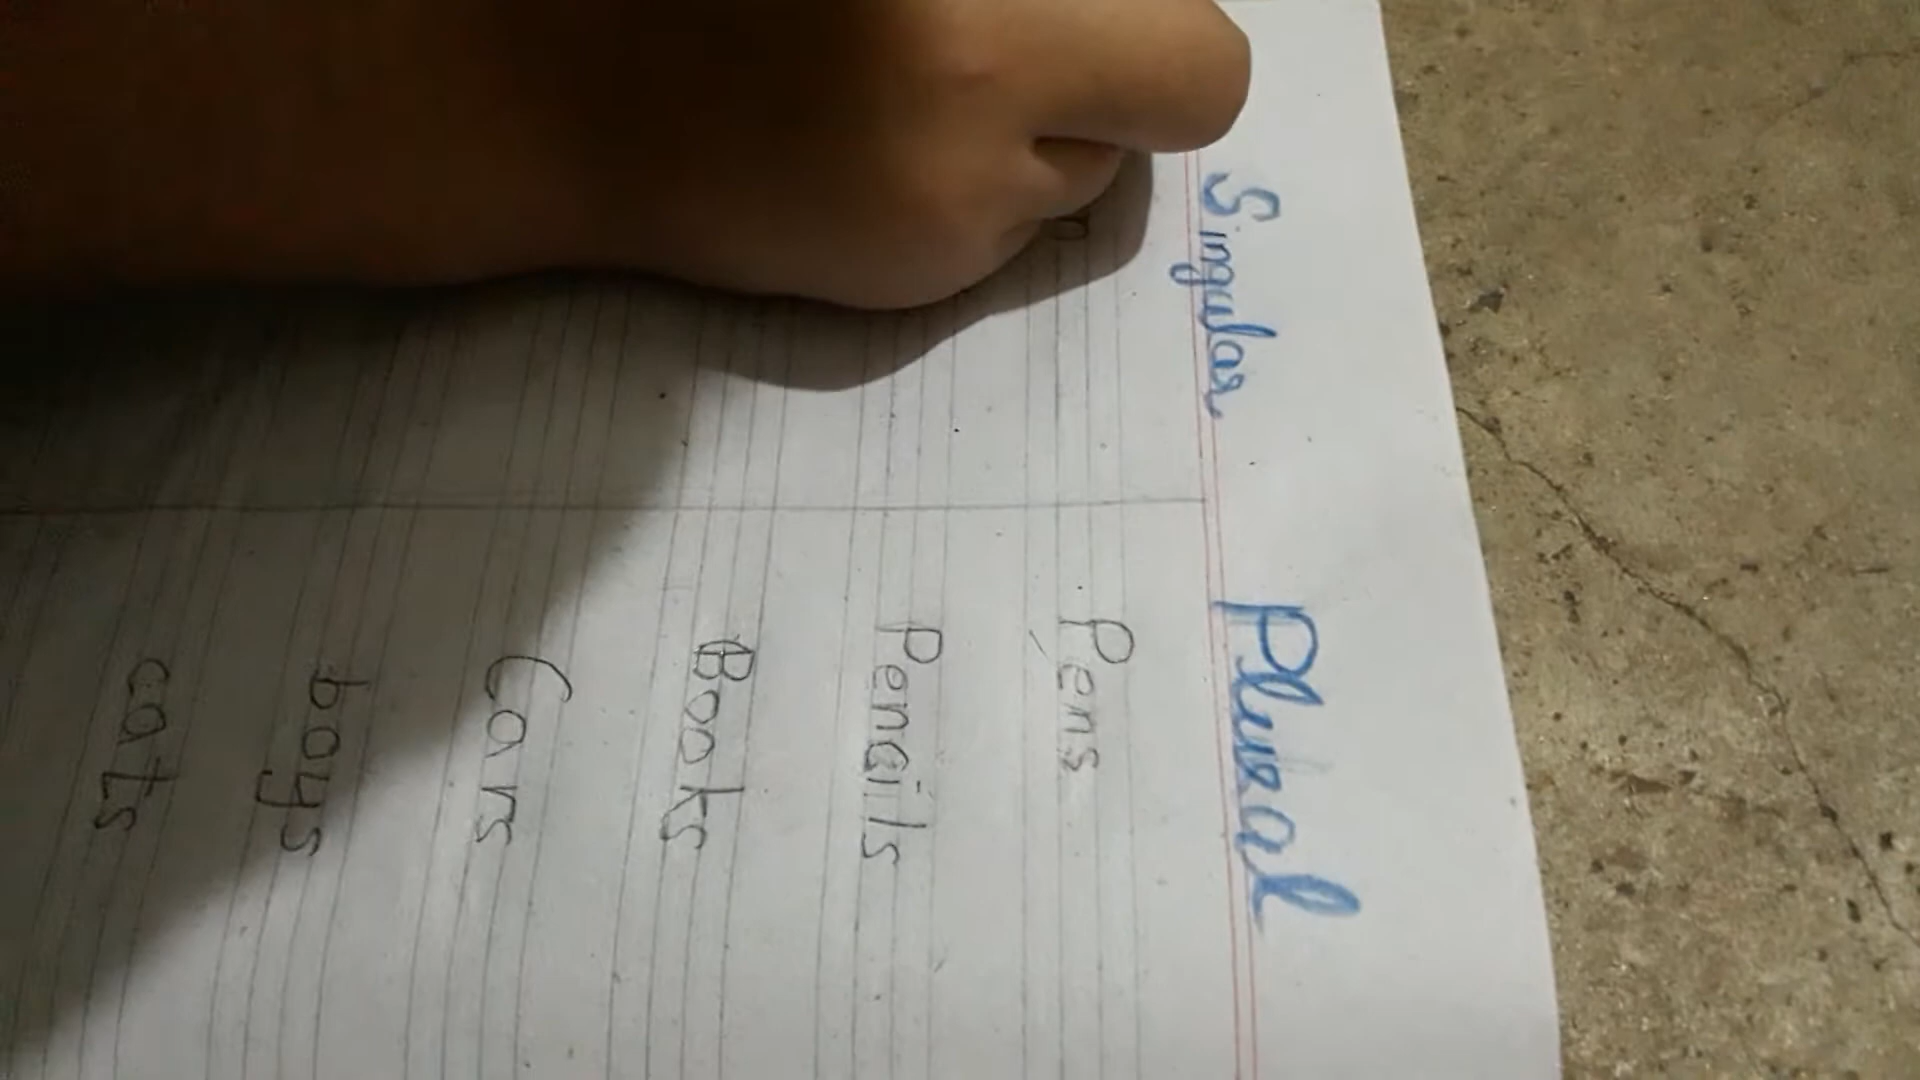 Singular Plural
Pens
Pencils
Books
Cars
boys
cats